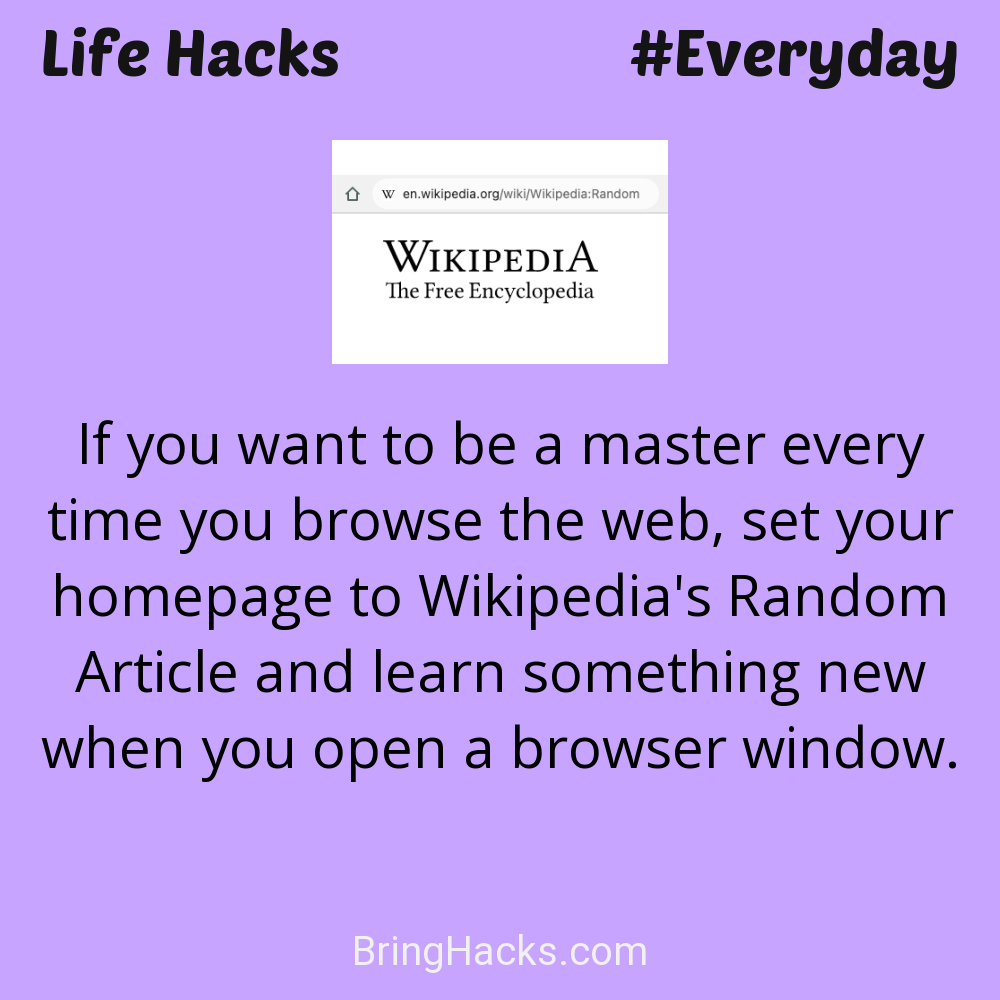 Life Hacks
#Everyday
W en.wikipedia.org/wiki/Wikipedia:Random
WIKIPEDIA
The Free Encyclopedia
If you want to be a master every
time you browse the web, set your
homepage to Wikipedia's Random
Article and learn something new
when you open a browser window.
BringHacks.com